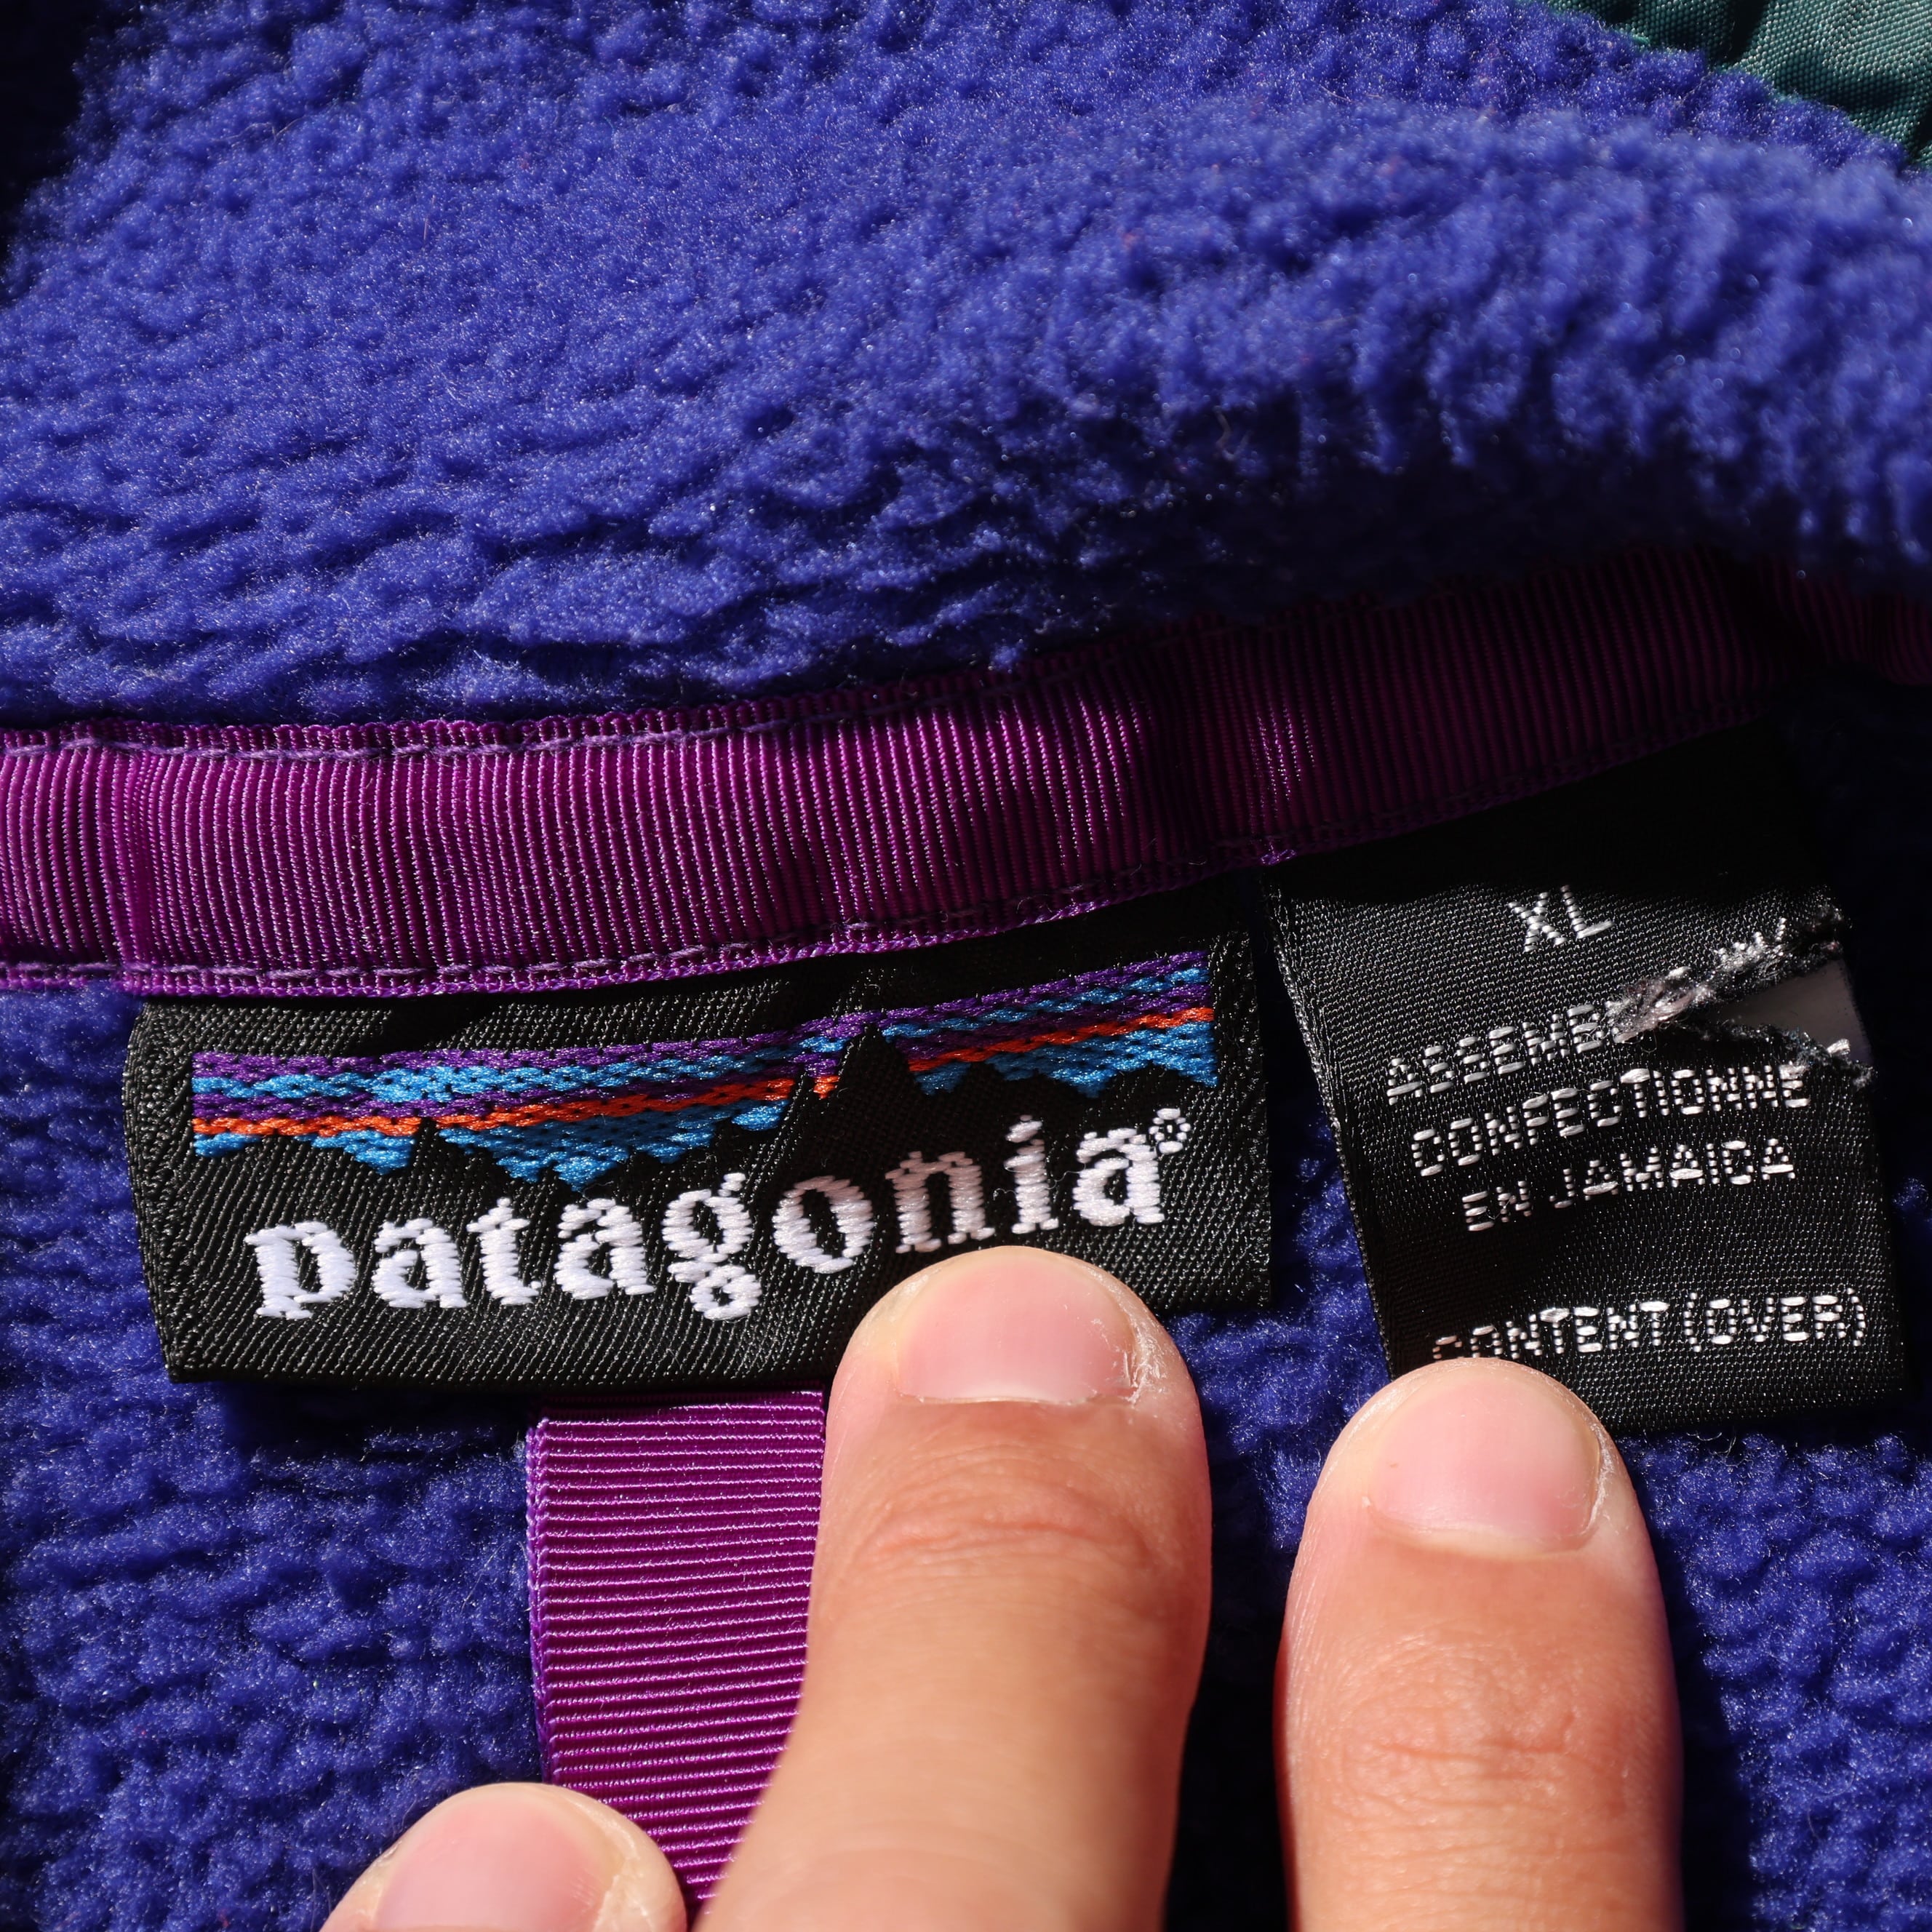 patagonia®
XL
CONFECTIONNE
EN JAMAICA
CONTENT (OVER)